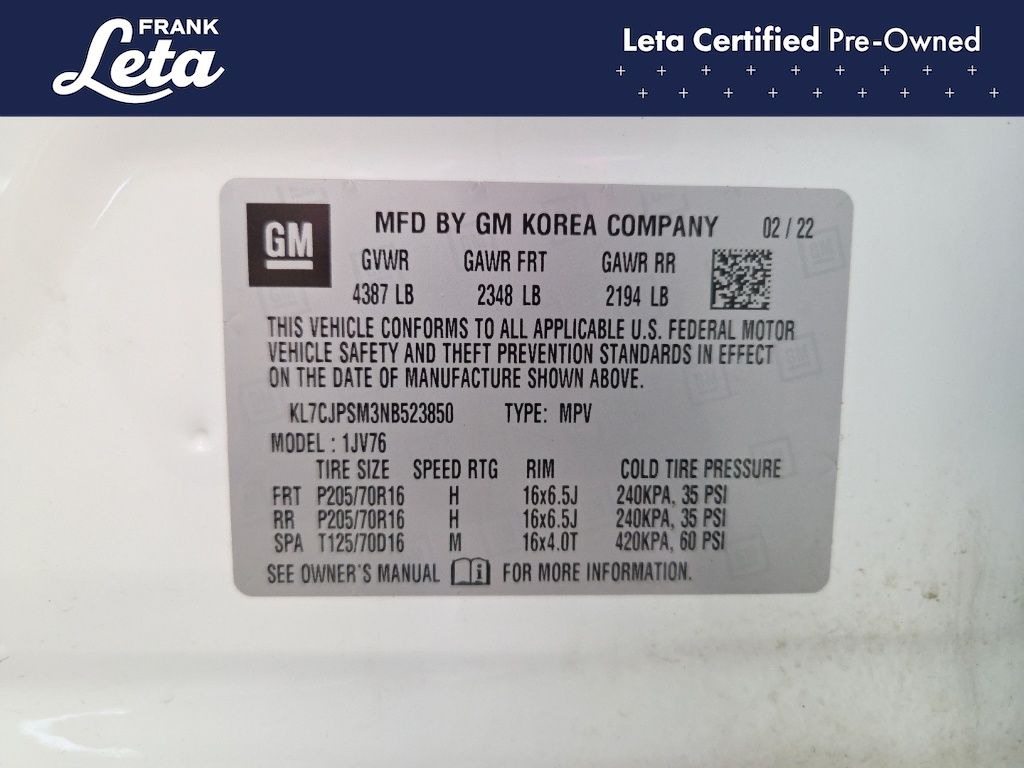 FRANK
Leta
Leta Certified Pre-Owned
GM
MFD BY GM KOREA COMPANY 02 / 22
GVWR GAWR FRT GAWR RR
4387 LB 2348 LB 2194 LB
THIS VEHICLE CONFORMS TO ALL APPLICABLE U.S. FEDERAL MOTOR
VEHICLE SAFETY AND THEFT PREVENTION STANDARDS IN EFFECT
ON THE DATE OF MANUFACTURE SHOWN ABOVE.
KL7CJPSM3NB523850 TYPE: MPV
MODEL : 1JV76
TIRE SIZE SPEED RTG RIM COLD TIRE PRESSURE
FRT P205/70R16 H 16x6.5J 240KPA, 35 PSI
RR P205/70R16 H 16x6.5J 240KPA, 35 PSI
SPA T125/70D16 M 16x4.0T 420KPA, 60 PSI
SEE OWNER'S MANUAL i FOR MORE INFORMATION.